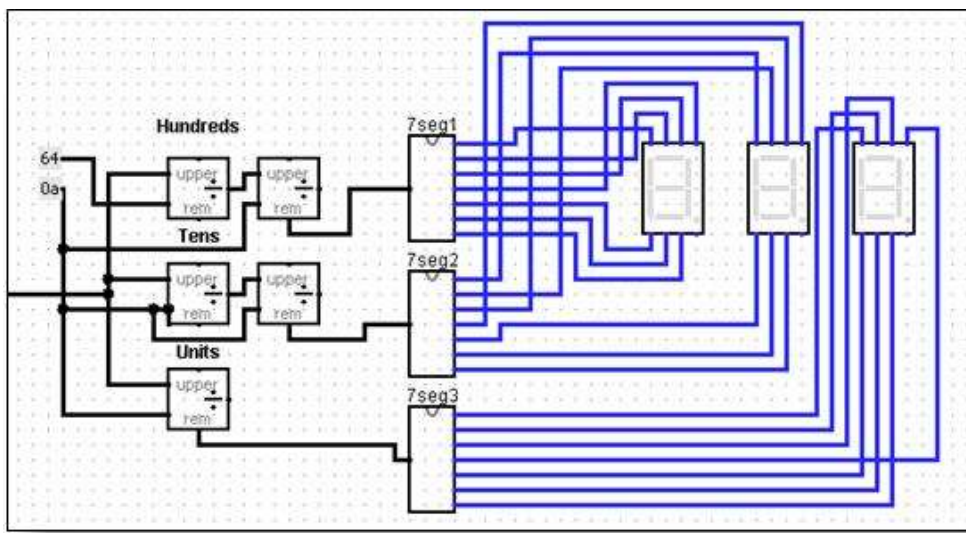 Hundreds
7seg1
64
upper
rem
upper
rem
0a
Tens
7seg2
upper
rem
upper
rem
Units
7seg3
upper
rem